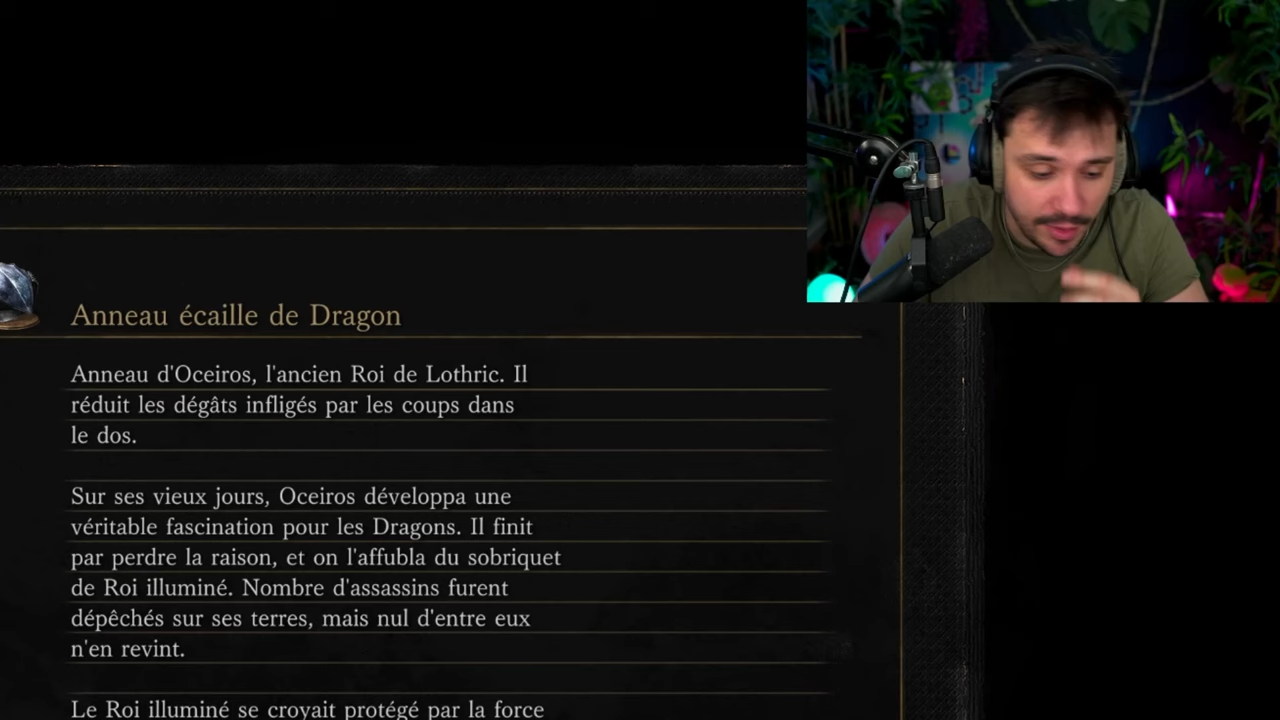 Anneau écaille de Dragon
Anneau d'Oceiros, l'ancien Roi de Lothric. Il
réduit les dégâts infligés par les coups dans
le dos.
Sur ses vieux jours, Oceiros développa une
véritable fascination pour les Dragons. Il finit
par perdre la raison, et on l'affubla du sobriquet
de Roi illuminé. Nombre d'assassins furent
dépêchés sur ses terres, mais nul d'entre eux
n'en revint.
Le Roi illuminé se croyait protégé par la force